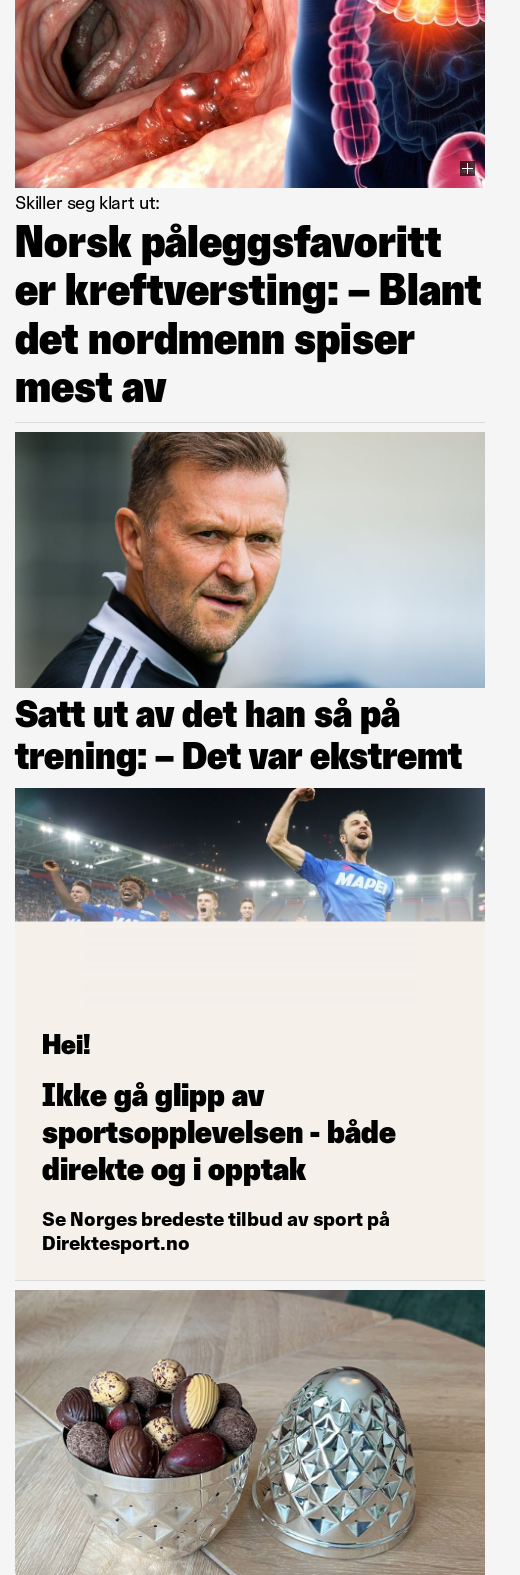 Skiller seg klart ut:
Norsk påleggsfavoritt
er kreftversting: – Blant
det nordmenn spiser
mest av
Satt ut av det han så på
trening: – Det var ekstremt
MAPEI
Hei!
Ikke gå glipp av
sportsopplevelsen - både
direkte og i opptak
Se Norges bredeste tilbud av sport på
Direktesport.no